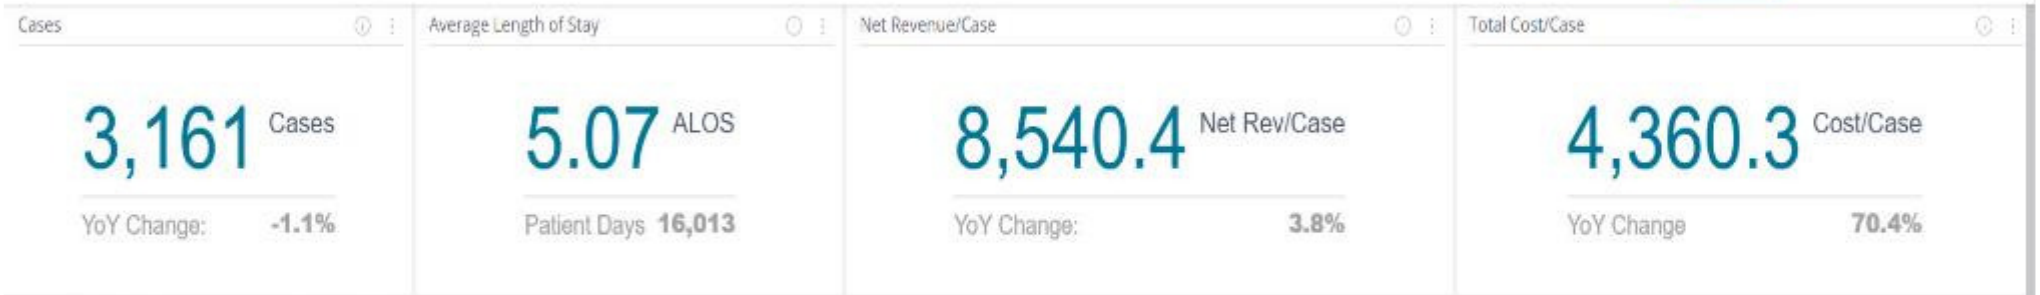 Cases
Average Length of Stay
Net Revenue/Case
Total Cost/Case
3,161 Cases
5.07 ALOS
8,540.4 Net Rev/Case
4,360.3 Cost/Case
YoY Change: -1.1%
Patient Days 16,013
YoY Change: 3.8%
YoY Change 70.4%